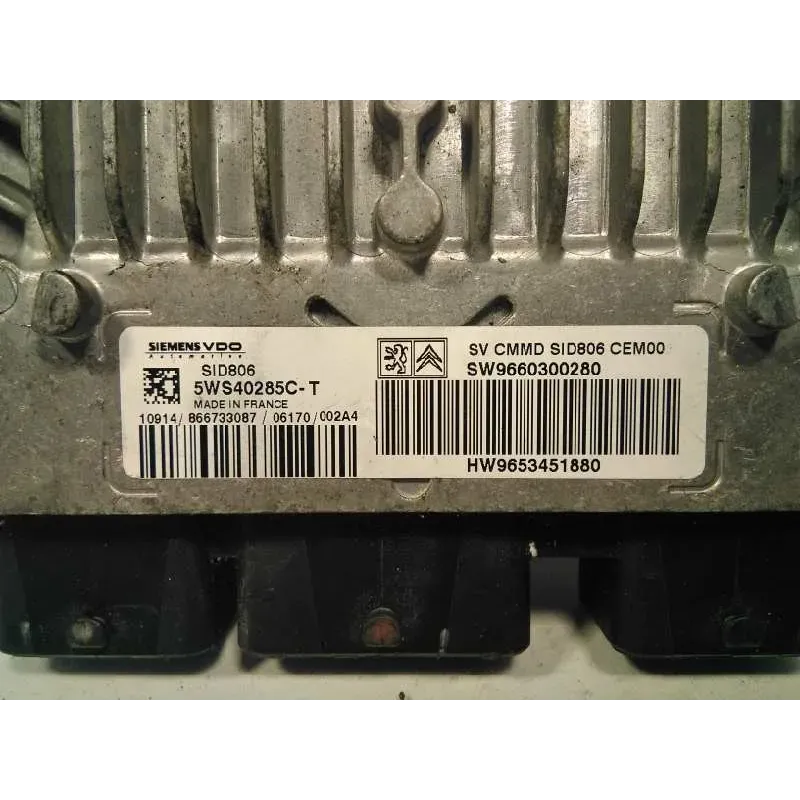 SIEMENS VDO
Automotive
SID806
5WS40285C-T
MADE IN FRANCE
10914/ 866733087 / 06170/ 002A4
SV CMMD SID806 CEM00
SW9660300280
HW9653451880